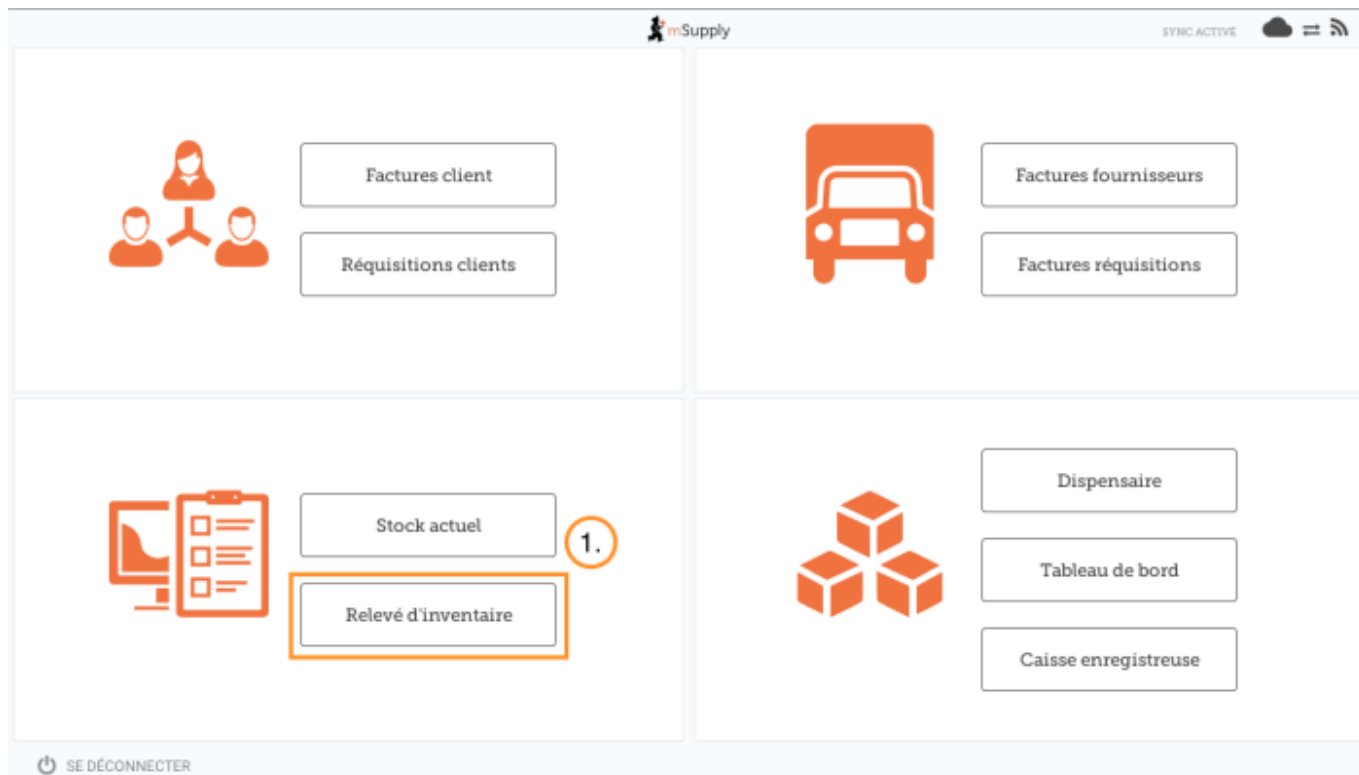 mSupply
SYNC ACTIVE
Factures client
Réquisitions clients
Factures fournisseurs
Factures réquisitions
Stock actuel
1.
Relevé d'inventaire
Dispensaire
Tableau de bord
Caisse enregistreuse
SE DÉCONNECTER